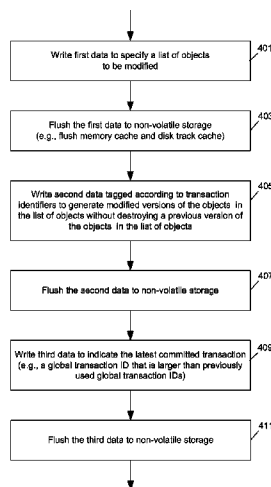 Write first data to specify a list of objects
to be modified
401
Flush the first data to non-volatile storage
(e.g., flush memory cache and disk track cache)
403
Write second data tagged according to transaction
identifiers to generate modified versions of the objects in
the list of objects without destroying a previous version of
the objects in the list of objects
405
Flush the second data to non-volatile storage
407
Write third data to indicate the latest committed transaction
(e.g., a global transaction ID that is larger than previously
used global transaction IDs)
409
Flush the third data to non-volatile storage
411